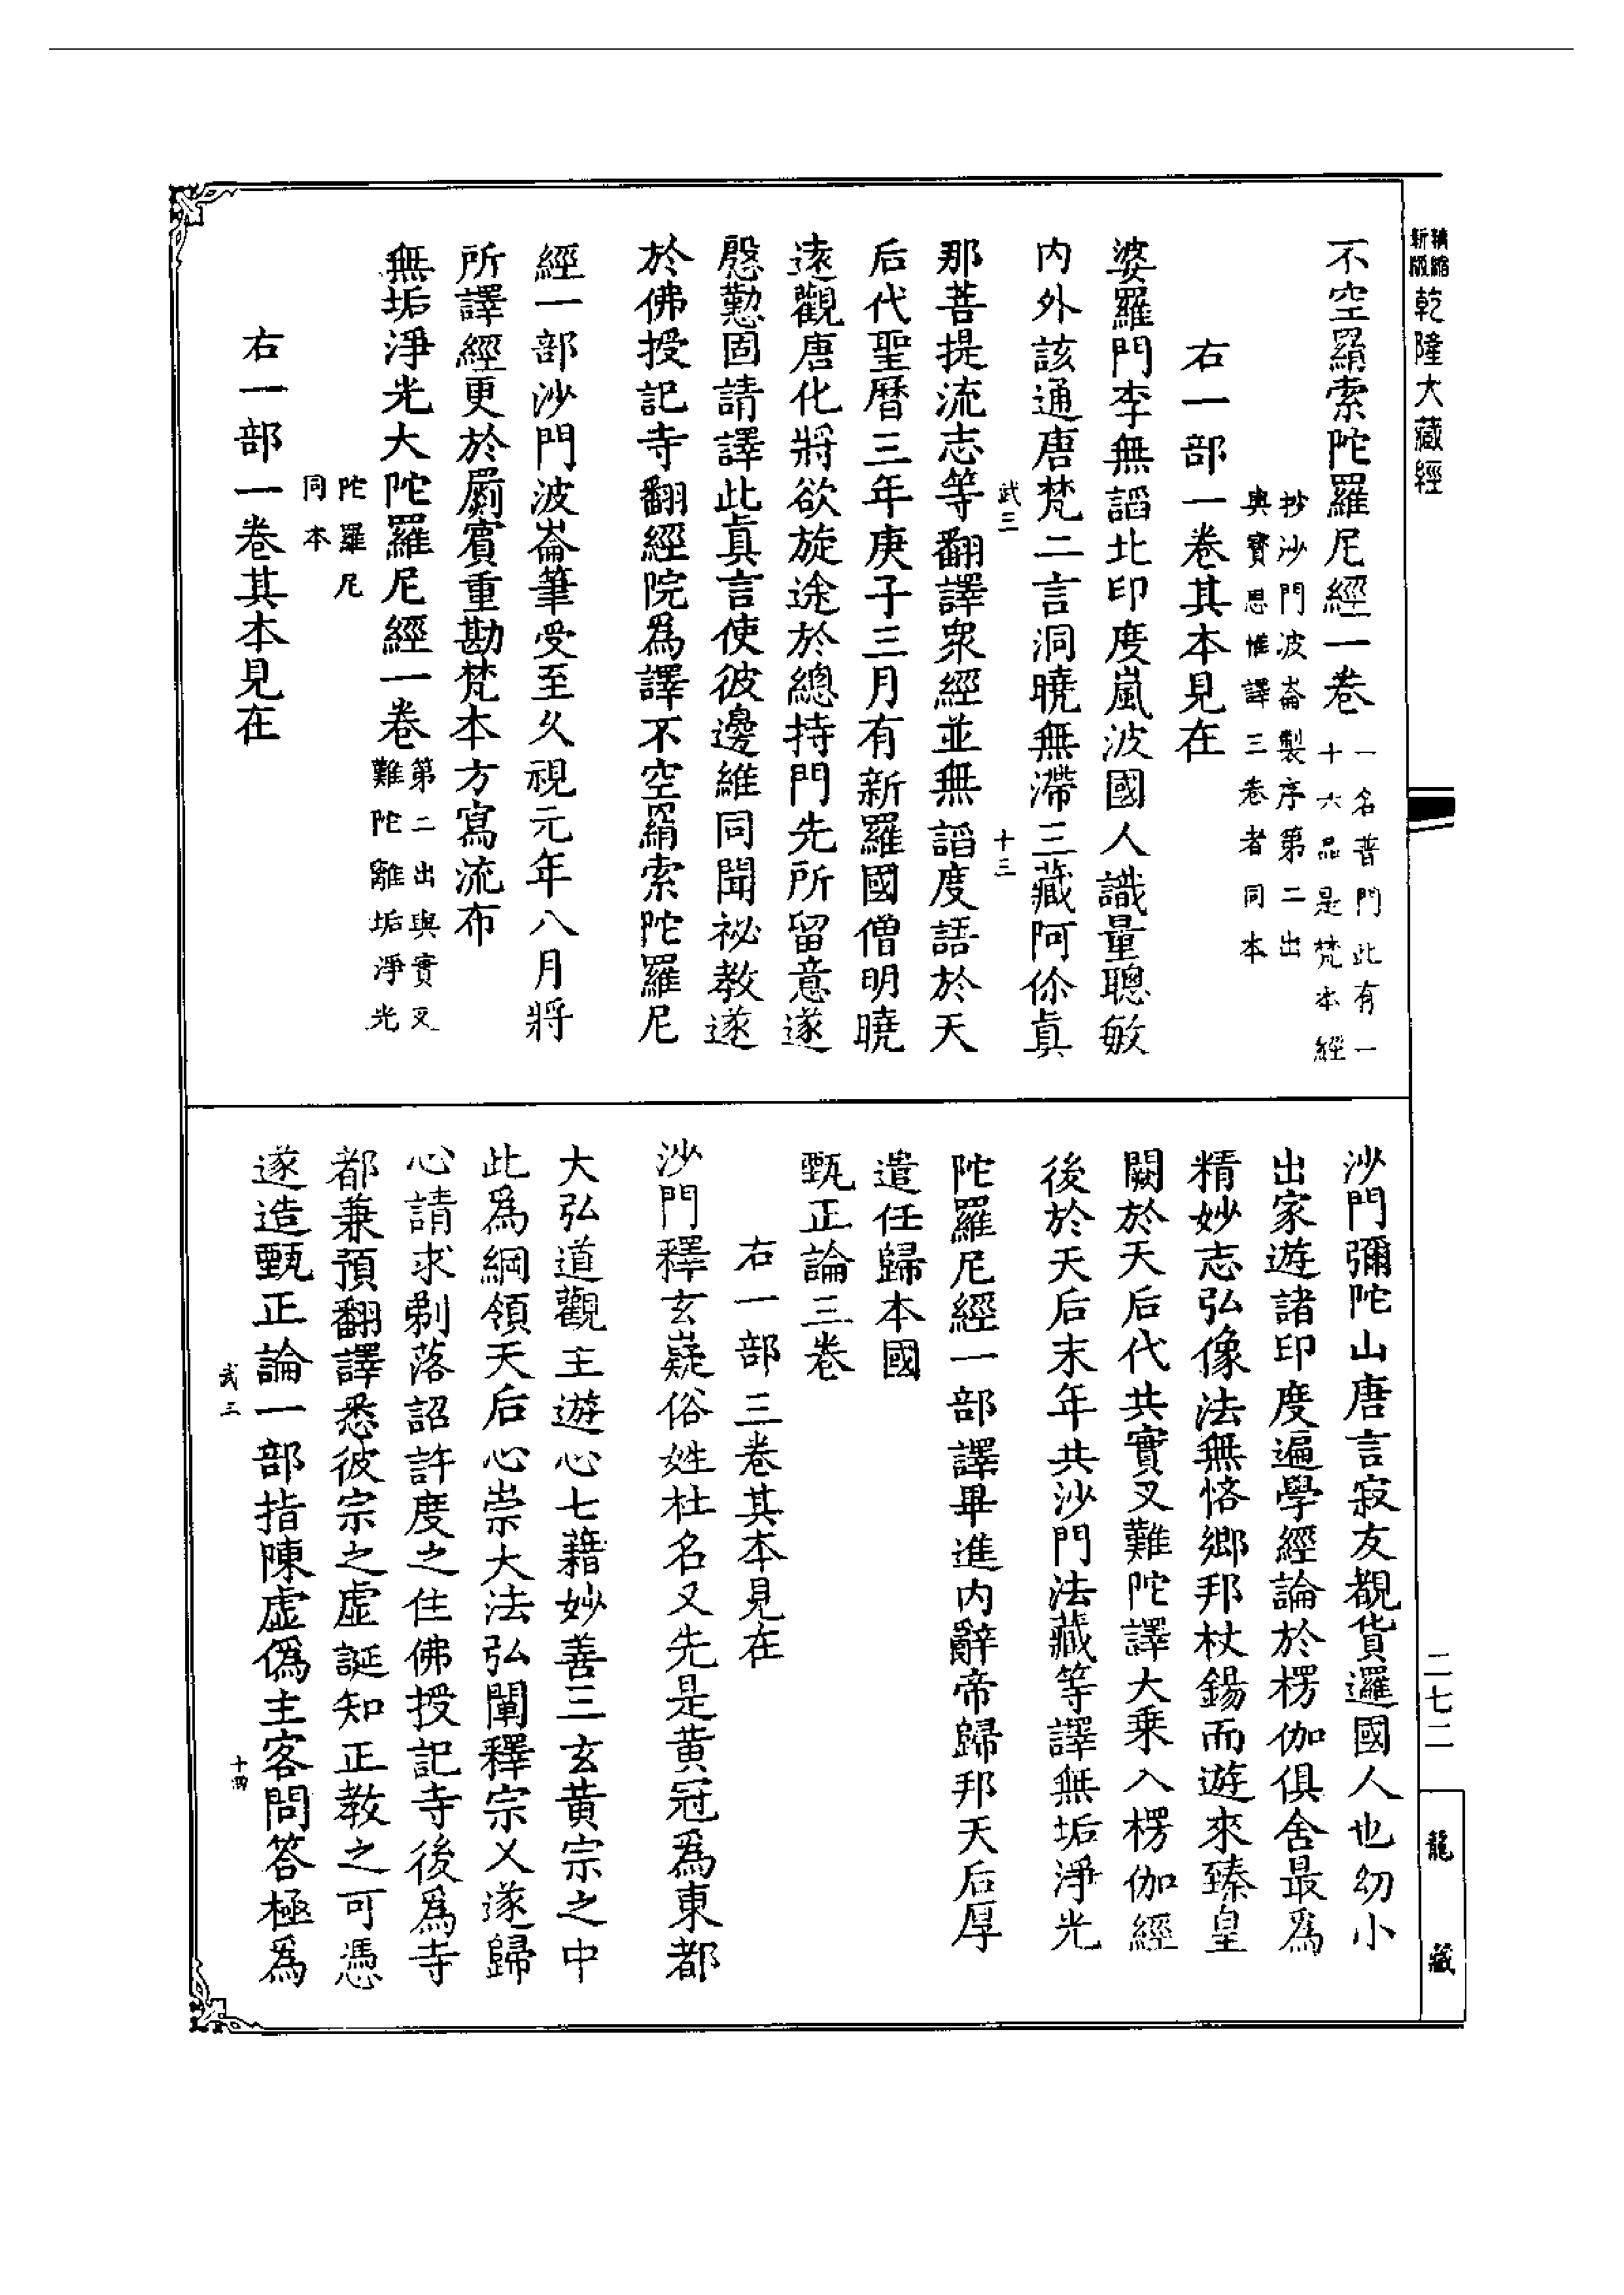 精縮新版乾隆大藏經
不空羂索陀羅尼經一卷一名普門此有一
十六品是梵本經
抄沙門波崙製序第二出
與寶思惟譯三卷者同本
右一部一卷其本見在
婆羅門李無諂北印度嵐波國人識量聰敏
內外該通唐梵二言洞曉無滯三藏阿你眞
武三 十三
那菩提流志等翻譯衆經並無諂度語於天
后代聖曆三年庚子三月有新羅國僧明曉
遠觀唐化將欲旋途於總持門先所留意遂
慇懃固請譯此眞言使彼邊維同聞祕教遂
於佛授記寺翻經院爲譯不空羂索陀羅尼
經一部沙門波崙筆受至久視元年八月將
所譯經更於罽賓重勘梵本方寫流布
無垢淨光大陀羅尼經一卷第二出與實叉
難陀離垢淨光
陀羅尼
同本
右一部一卷其本見在
沙門彌陀山唐言寂友覩貨邏國人也幼小
出家遊諸印度遍學經論於楞伽俱舍最爲
精妙志弘像法無悋鄉邦杖錫而遊來臻皇
闕於天后代共實叉難陀譯大乘入楞伽經
後於天后末年共沙門法藏等譯無垢淨光
陀羅尼經一部譯畢進內辭帝歸邦天后厚
遣任歸本國
甄正論三卷
右一部三卷其本見在
沙門釋玄嶷俗姓杜名乂先是黃冠爲東都
大弘道觀主遊心七藉妙善三玄黃宗之中
此爲綱領天后心崇大法弘闡釋宗乂遂歸
心請求剃落詔許度之住佛授記寺後爲寺
都兼預翻譯悉彼宗之虛誕知正教之可憑
遂造甄正論一部指陳虛僞主客問答極爲
武三 十四
二七二
龍藏